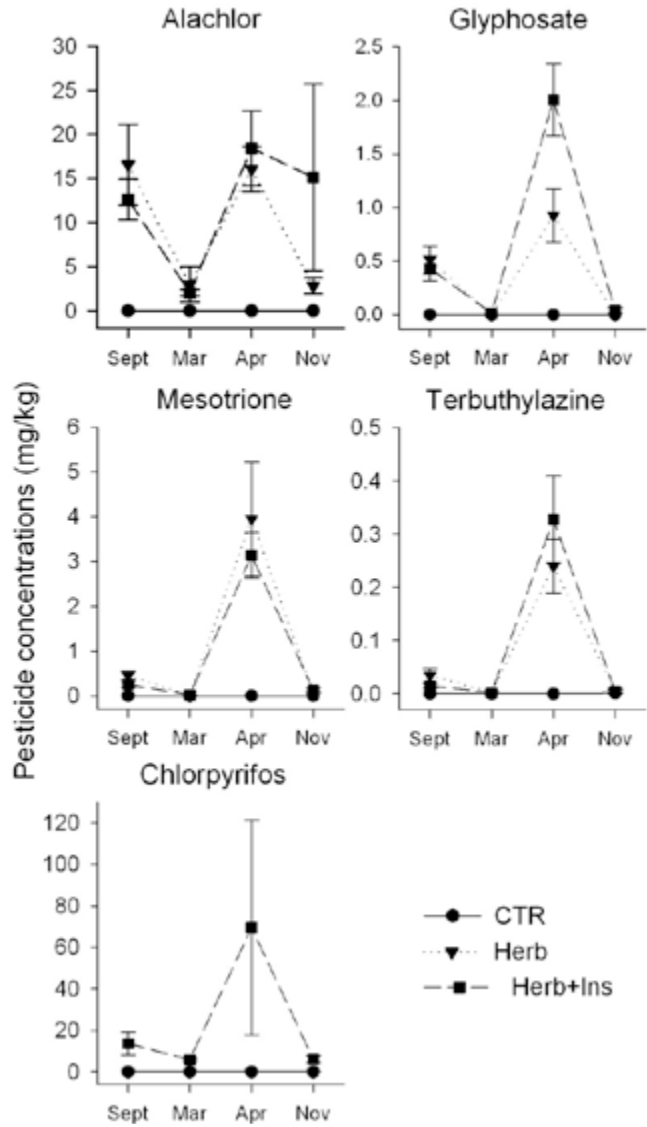 Alachlor
Glyphosate
30
25
20
15
10
5
0
Sept Mar Apr Nov
2.5
2.0
1.5
1.0
0.5
0.0
Sept Mar Apr Nov
Pesticide concentrations (mg/kg)
Mesotrione
Terbuthylazine
6
5
4
3
2
1
0
Sept Mar Apr Nov
0.5
0.4
0.3
0.2
0.1
0.0
Sept Mar Apr Nov
Chlorpyrifos
120
100
80
60
40
20
0
Sept Mar Apr Nov
CTR
Herb
Herb+Ins